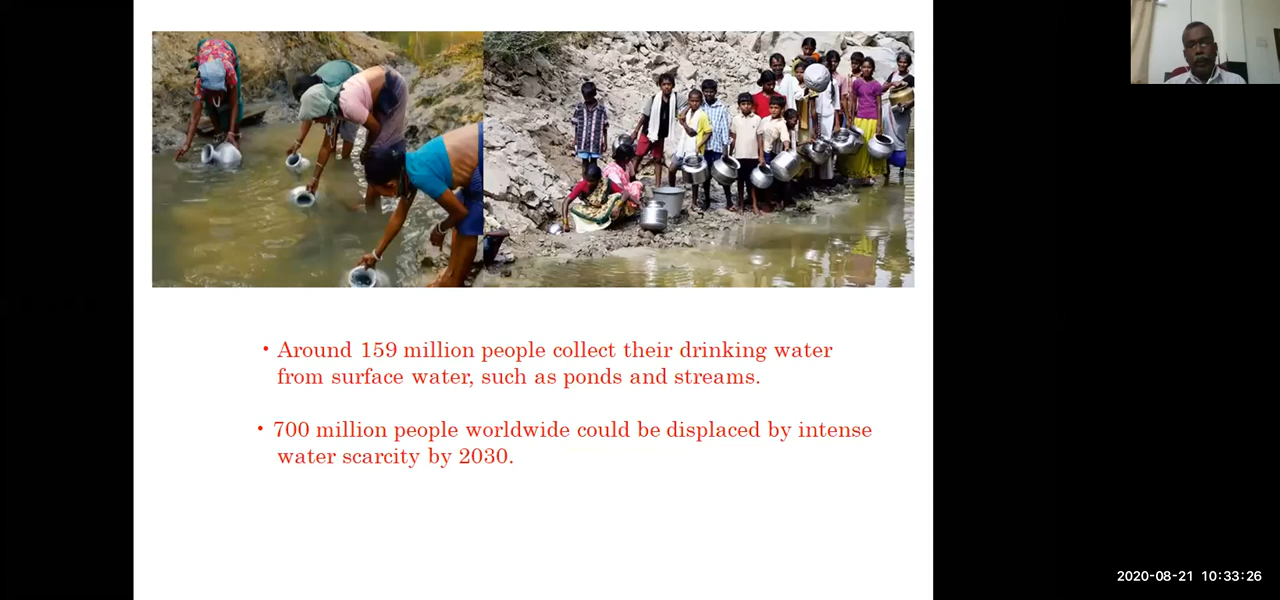 • Around 159 million people collect their drinking water
from surface water, such as ponds and streams.
• 700 million people worldwide could be displaced by intense
water scarcity by 2030.
2020-08-21 10:33:26